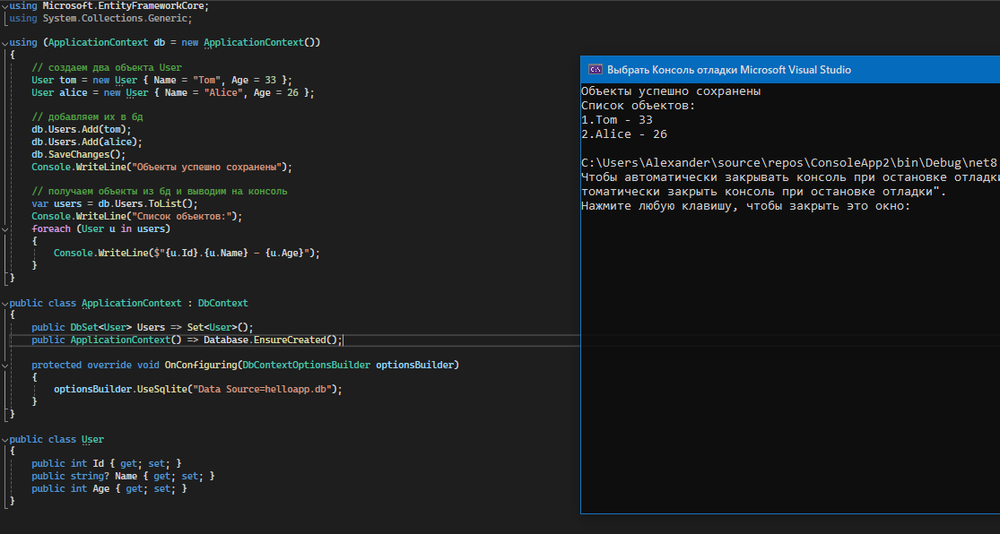 using Microsoft.EntityFrameworkCore;
using System.Collections.Generic;

using (ApplicationContext db = new ApplicationContext())
{
    // создаем два объекта User
    User tom = new User { Name = "Tom", Age = 33 };
    User alice = new User { Name = "Alice", Age = 26 };

    // добавляем их в бд
    db.Users.Add(tom);
    db.Users.Add(alice);
    db.SaveChanges();
    Console.WriteLine("Объекты успешно сохранены");

    // получаем объекты из бд и выводим на консоль
    var users = db.Users.ToList();
    Console.WriteLine("Список объектов:");
    foreach (User u in users)
    {
        Console.WriteLine($"{u.Id}.{u.Name} - {u.Age}");
    }
}

public class ApplicationContext : DbContext
{
    public DbSet<User> Users => Set<User>();
    public ApplicationContext() => Database.EnsureCreated();

    protected override void OnConfiguring(DbContextOptionsBuilder optionsBuilder)
    {
        optionsBuilder.UseSqlite("Data Source=helloapp.db");
    }
}

public class User
{
    public int Id { get; set; }
    public string? Name { get; set; }
    public int Age { get; set; }
}
Выбрать Консоль отладки Microsoft Visual Studio
Объекты успешно сохранены
Список объектов:
1.Tom - 33
2.Alice - 26

C:\Users\Alexander\source\repos\ConsoleApp2\bin\Debug\net8
Чтобы автоматически закрывать консоль при остановке отладки
томатически закрыть консоль при остановке отладки".
Нажмите любую клавишу, чтобы закрыть это окно: